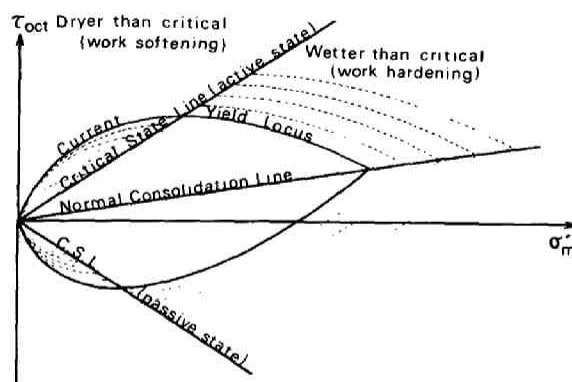 τoct Dryer than critical
(work softening)
Wetter than critical
(work hardening)
Critical State Line (active state)
Current Yield Locus
Normal Consolidation Line
σ'm
C.S.L. (passive state)